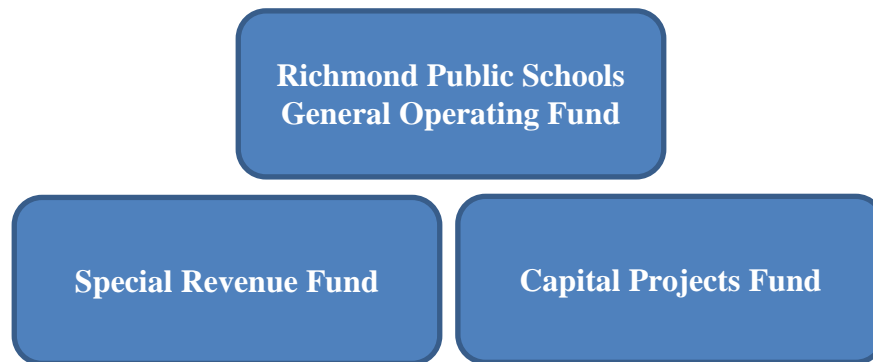 Richmond Public Schools
General Operating Fund
Special Revenue Fund
Capital Projects Fund